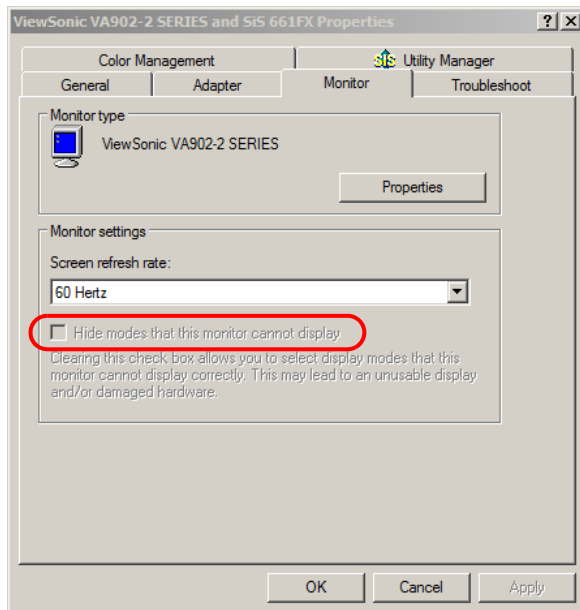 ViewSonic VA902-2 SERIES and SiS 661FX Properties
Color Management
SiS Utility Manager
General
Adapter
Monitor
Troubleshoot
Monitor type
ViewSonic VA902-2 SERIES
Properties
Monitor settings
Screen refresh rate:
60 Hertz
Hide modes that this monitor cannot display
Clearing this check box allows you to select display modes that this
monitor cannot display correctly. This may lead to an unusable display
and/or damaged hardware.
OK
Cancel
Apply